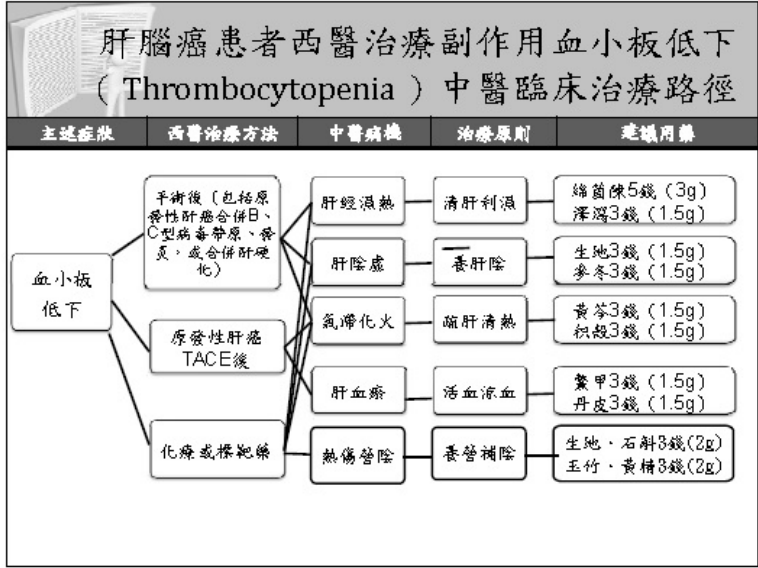 肝腦癌患者西醫治療副作用血小板低下
（Thrombocytopenia）中醫臨床治療路徑
主述症狀 西醫治療方法 中醫病機 治療原則 建議用藥
血小板
低下
手術後（包括原
發性肝癌合併B、
C型病毒帶原、發
炎，或合併肝硬
化）
原發性肝癌
TACE後
化療或標靶藥
肝經濕熱
肝陰虛
氣滯化火
肝血瘀
熱傷營陰
清肝利濕
養肝陰
疏肝清熱
活血涼血
養營補陰
綿茵陳5錢（3g）
澤瀉3錢（1.5g）
生地3錢（1.5g）
麥冬3錢（1.5g）
黃芩3錢（1.5g）
枳殼3錢（1.5g）
鱉甲3錢（1.5g）
丹皮3錢（1.5g）
生地、石斛3錢(2g)
玉竹、黃精3錢(2g)